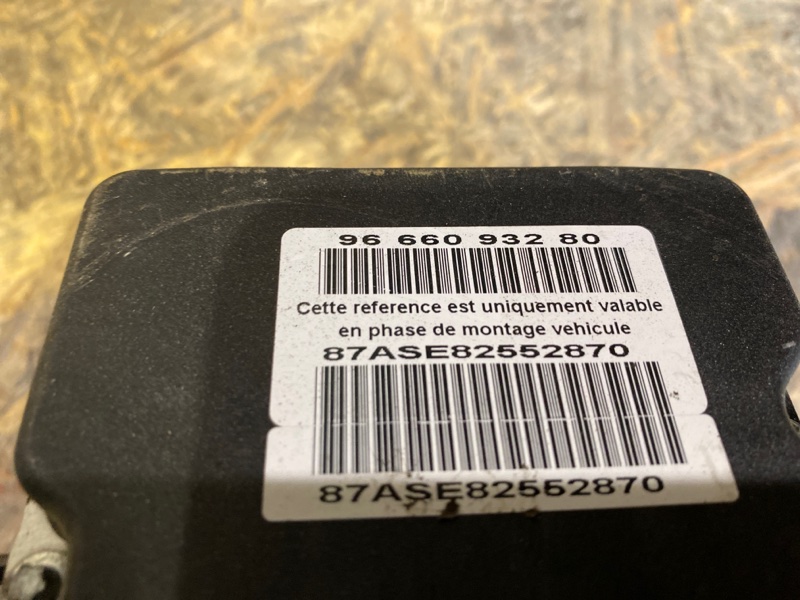 96 660 932 80
Cette reference est uniquement valable
en phase de montage vehicule
87ASE82552870
87ASE82552870